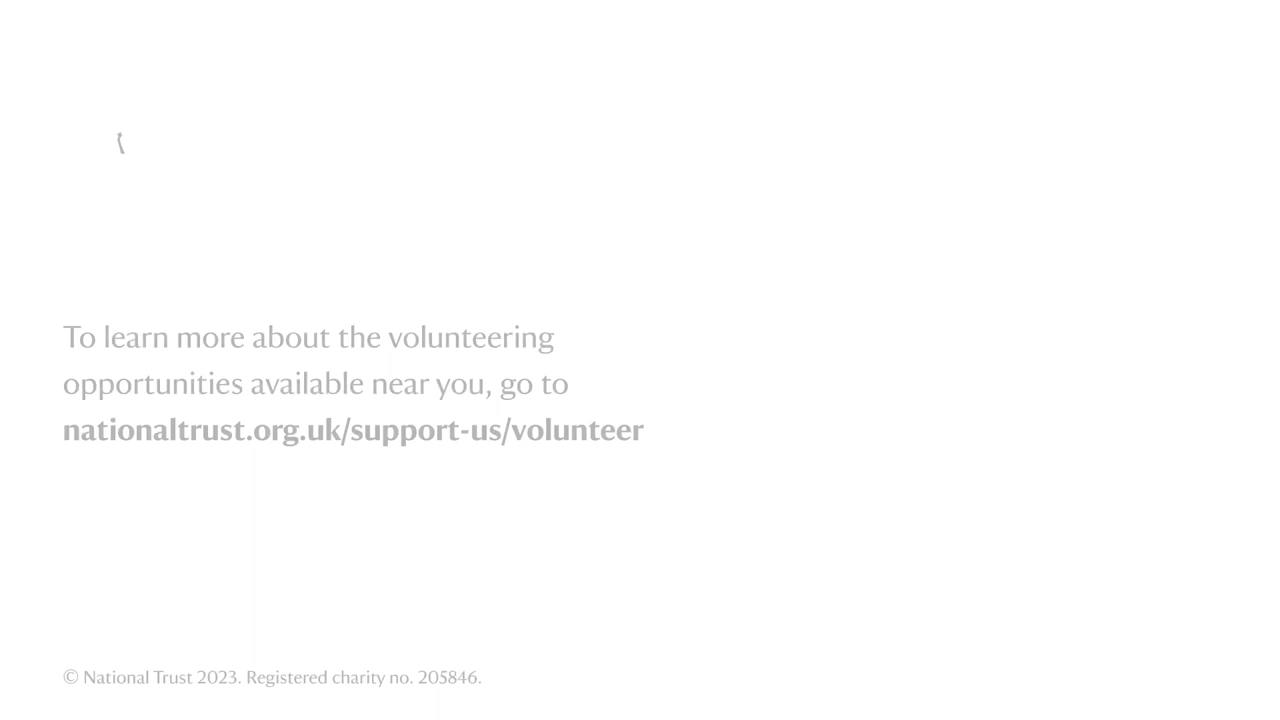 To learn more about the volunteering
opportunities available near you, go to
nationaltrust.org.uk/support-us/volunteer
© National Trust 2023. Registered charity no. 205846.